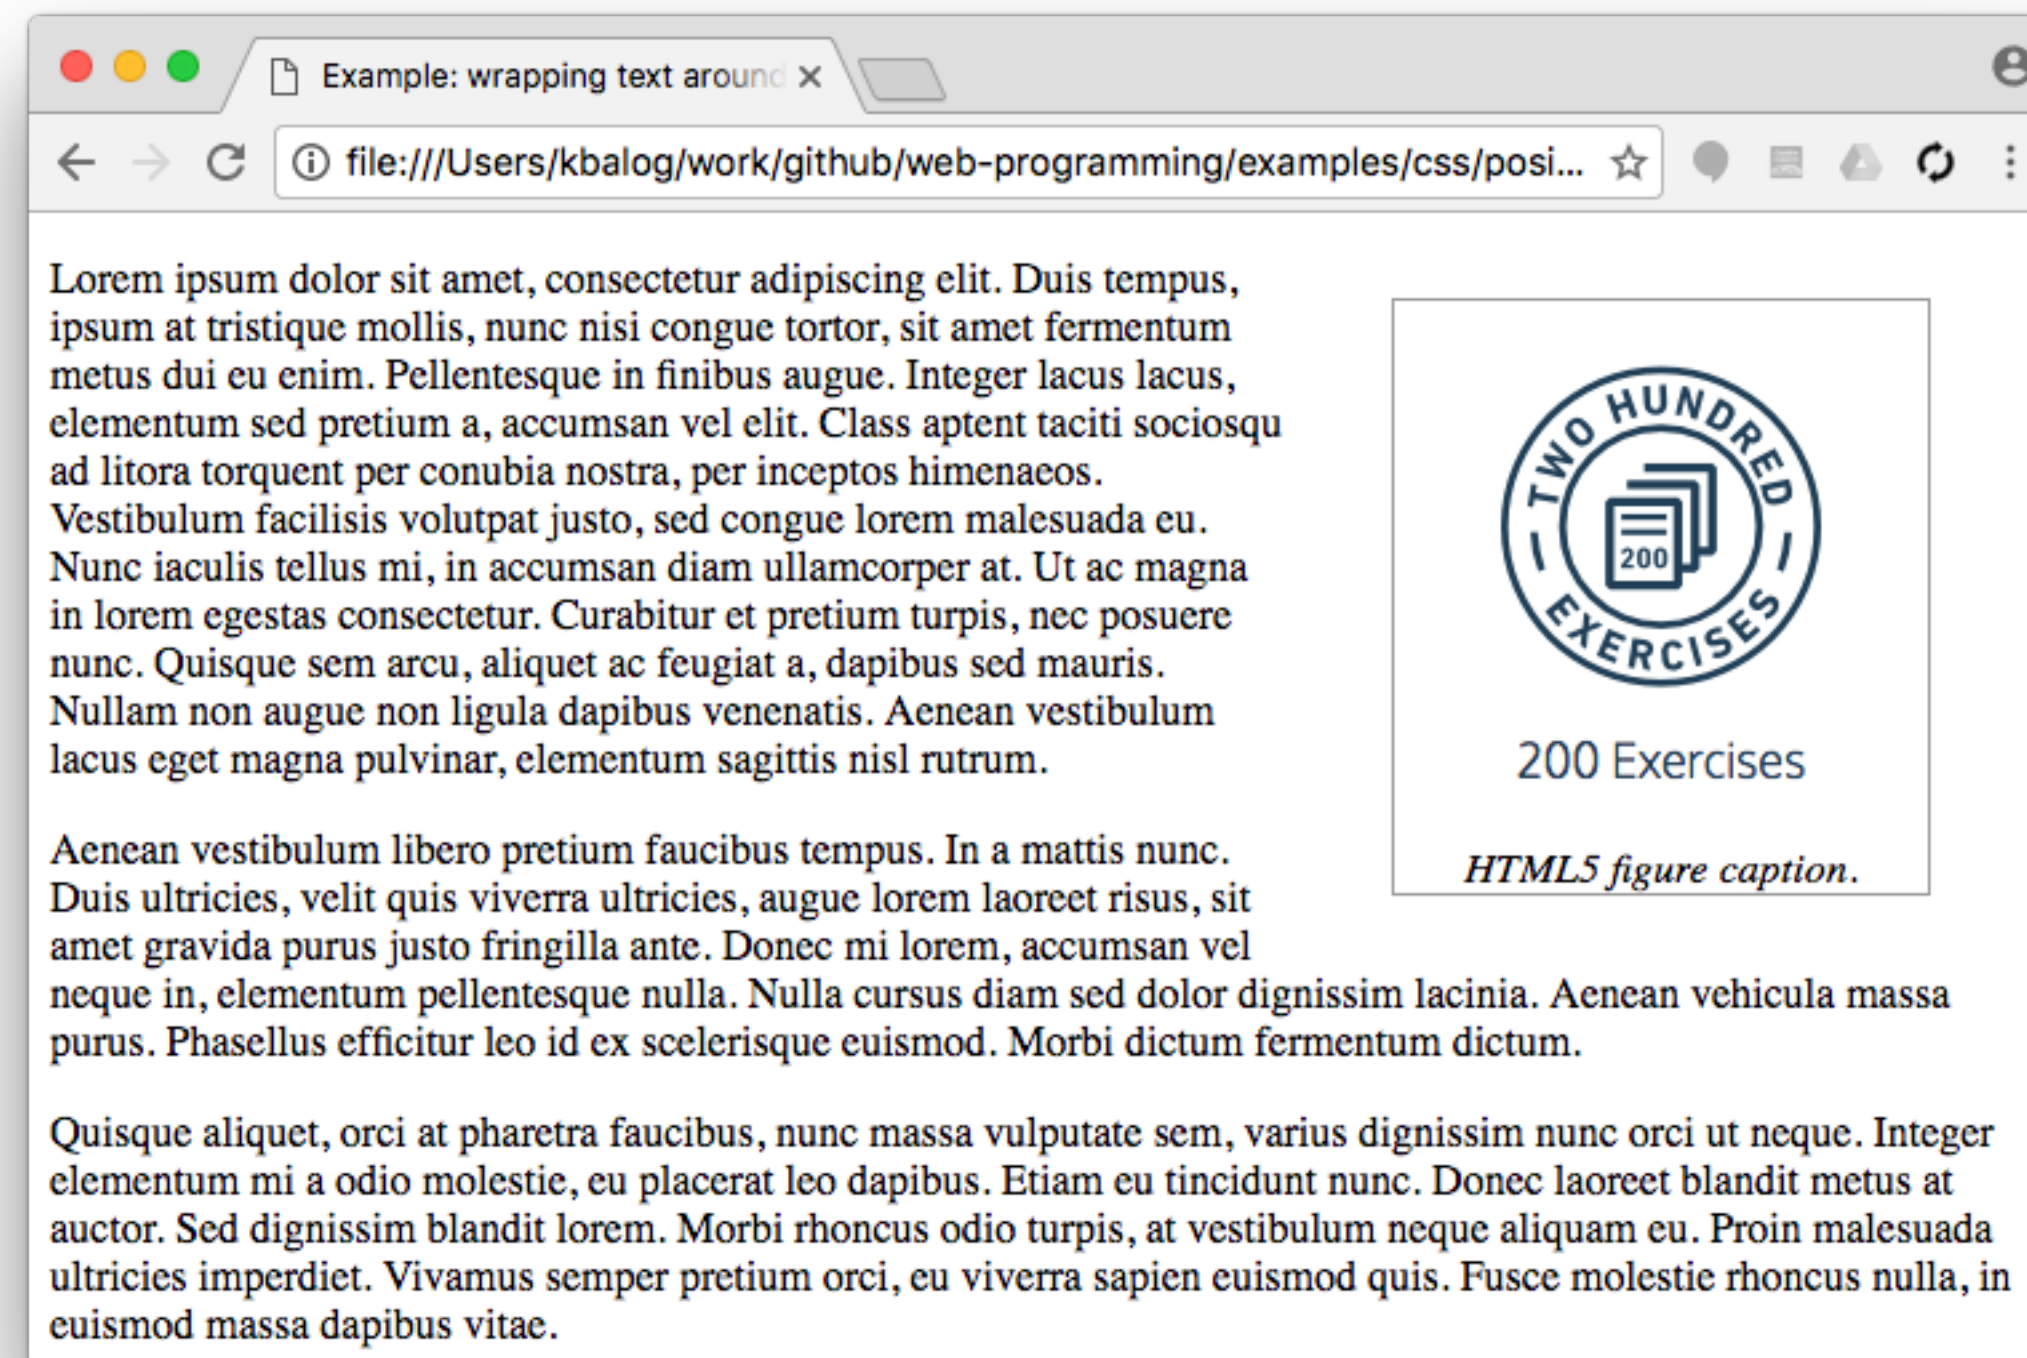 Example: wrapping text around
file:///Users/kbalog/work/github/web-programming/examples/css/posi...
Lorem ipsum dolor sit amet, consectetur adipiscing elit. Duis tempus,
ipsum at tristique mollis, nunc nisi congue tortor, sit amet fermentum
metus dui eu enim. Pellentesque in finibus augue. Integer lacus lacus,
elementum sed pretium a, accumsan vel elit. Class aptent taciti sociosqu
ad litora torquent per conubia nostra, per inceptos himenaeos.
Vestibulum facilisis volutpat justo, sed congue lorem malesuada eu.
Nunc iaculis tellus mi, in accumsan diam ullamcorper at. Ut ac magna
in lorem egestas consectetur. Curabitur et pretium turpis, nec posuere
nunc. Quisque sem arcu, aliquet ac feugiat a, dapibus sed mauris.
Nullam non augue non ligula dapibus venenatis. Aenean vestibulum
lacus eget magna pulvinar, elementum sagittis nisl rutrum.
TWO HUNDRED
200
EXERCISES
200 Exercises
HTML5 figure caption.
Aenean vestibulum libero pretium faucibus tempus. In a mattis nunc.
Duis ultricies, velit quis viverra ultricies, augue lorem laoreet risus, sit
amet gravida purus justo fringilla ante. Donec mi lorem, accumsan vel
neque in, elementum pellentesque nulla. Nulla cursus diam sed dolor dignissim lacinia. Aenean vehicula massa
purus. Phasellus efficitur leo id ex scelerisque euismod. Morbi dictum fermentum dictum.
Quisque aliquet, orci at pharetra faucibus, nunc massa vulputate sem, varius dignissim nunc orci ut neque. Integer
elementum mi a odio molestie, eu placerat leo dapibus. Etiam eu tincidunt nunc. Donec laoreet blandit metus at
auctor. Sed dignissim blandit lorem. Morbi rhoncus odio turpis, at vestibulum neque aliquam eu. Proin malesuada
ultricies imperdiet. Vivamus semper pretium orci, eu viverra sapien euismod quis. Fusce molestie rhoncus nulla, in
euismod massa dapibus vitae.